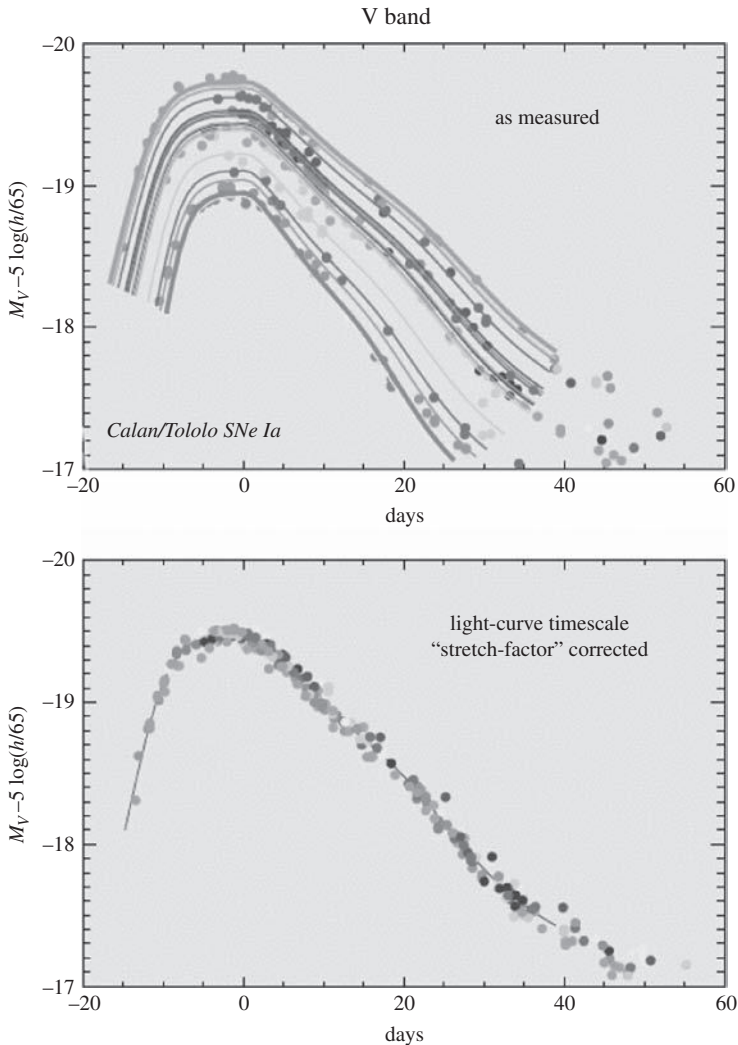 V band
–20
–19
–18
–17
M_V–5 log(h/65)
as measured
Calan/Tololo SNe Ia
–20
0
20
40
60
days
–20
–19
–18
–17
M_V–5 log(h/65)
light-curve timescale
“stretch-factor” corrected
–20
0
20
40
60
days